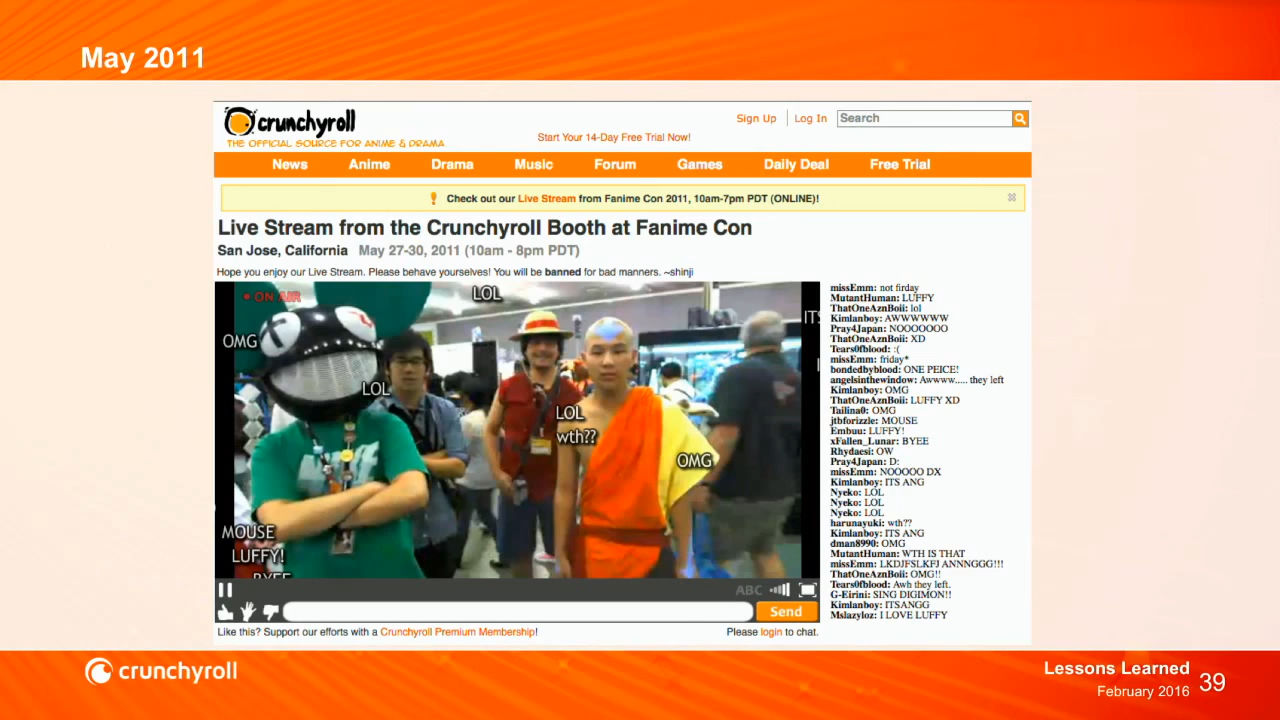 May 2011
crunchyroll
THE OFFICIAL SOURCE FOR ANIME & DRAMA
Start Your 14-Day Free Trial Now!
Sign Up Log In Search
News Anime Drama Music Forum Games Daily Deal Free Trial
Check out our Live Stream from Fanime Con 2011, 10am-7pm PDT (ONLINE)!
Live Stream from the Crunchyroll Booth at Fanime Con
San Jose, California May 27-30, 2011 (10am - 8pm PDT)
Hope you enjoy our Live Stream. Please behave yourselves! You will be banned for bad manners. ~shinji
ON AIR
LOL
OMG
ITS
LOL
LOL
wth??
OMG
MOUSE
LUFFY!
BYEE
ABC
Send
Like this? Support our efforts with a Crunchyroll Premium Membership!
Please login to chat.
missEmm: not firday
MutantHuman: LUFFY
ThatOneAznBoii: lol
Kimlanboy: AWWWWWW
Pray4Japan: NOOOOOOO
ThatOneAznBoii: XD
Tears0fblood: :(
missEmm: friday*
bondedbyblood: ONE PEICE!
angelsinthewindow: Awwww..... they left
Kimlanboy: OMG
ThatOneAznBoii: LUFFY XD
Tailina0: OMG
jtbforizzle: MOUSE
Embuu: LUFFY!
xFallen_Lunar: BYEE
Rhydaesi: OW
Pray4Japan: D:
missEmm: NOOOOO DX
Kimlanboy: ITS ANG
Nyeko: LOL
Nyeko: LOL
Nyeko: LOL
harunayuki: wth??
Kimlanboy: ITS ANG
dman8990: OMG
MutantHuman: WTH IS THAT
missEmm: LKDJFSLKFJ ANNNGGG!!!
ThatOneAznBoii: OMG!!
Tears0fblood: Awh they left.
G-Eirini: SING DIGIMON!!
Kimlanboy: ITSANGG
Mslazyloz: I LOVE LUFFY
crunchyroll
Lessons Learned
February 2016
39